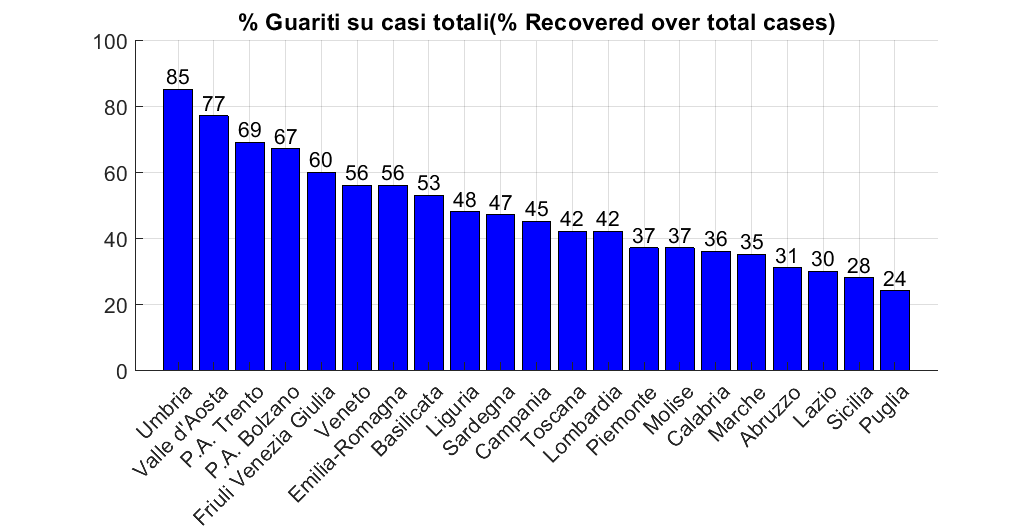 % Guariti su casi totali(% Recovered over total cases)
100
80
60
40
20
0
85
77
69
67
60
56
56
53
48
47
45
42
42
37
37
36
35
31
30
28
24
Umbria
Valle d'Aosta
P.A. Trento
P.A. Bolzano
Friuli Venezia Giulia
Veneto
Emilia-Romagna
Basilicata
Liguria
Sardegna
Campania
Toscana
Lombardia
Piemonte
Molise
Calabria
Marche
Abruzzo
Lazio
Sicilia
Puglia